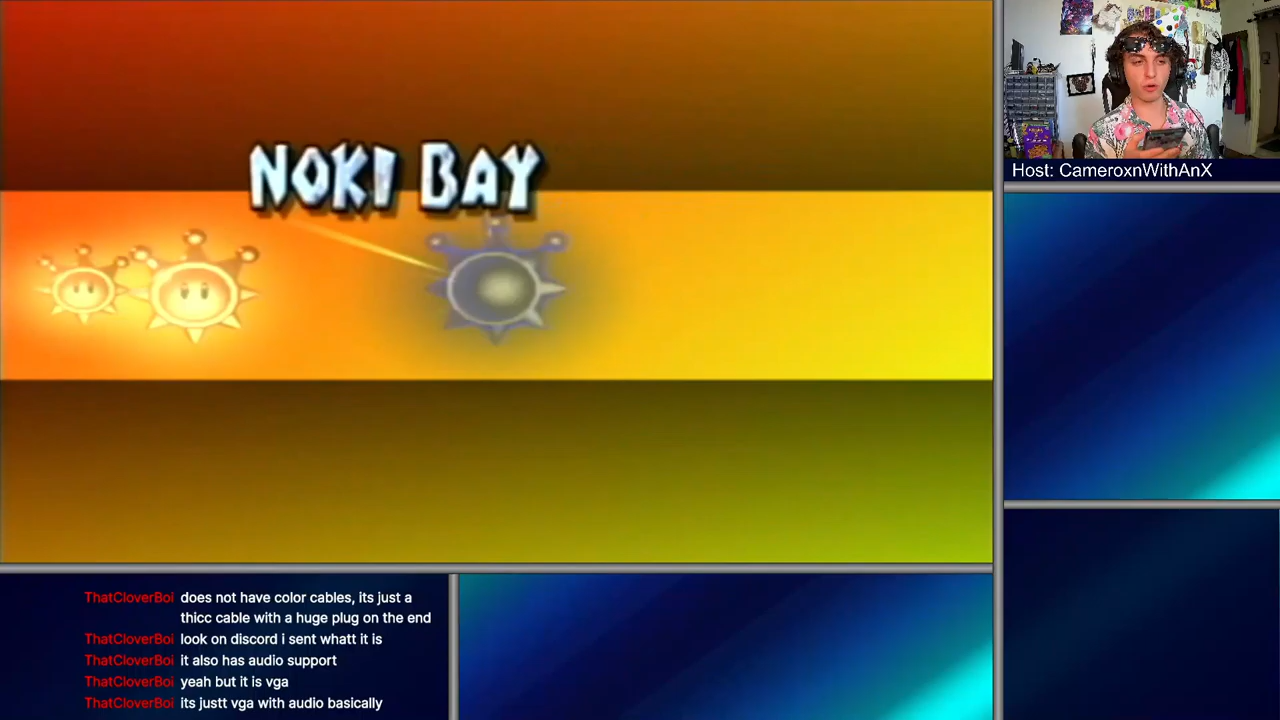 NOKI BAY
Host: CameroxnWithAnX
ThatCloverBoi does not have color cables, its just a
thicc cable with a huge plug on the end
ThatCloverBoi look on discord i sent whatt it is
ThatCloverBoi it also has audio support
ThatCloverBoi yeah but it is vga
ThatCloverBoi its justt vga with audio basically